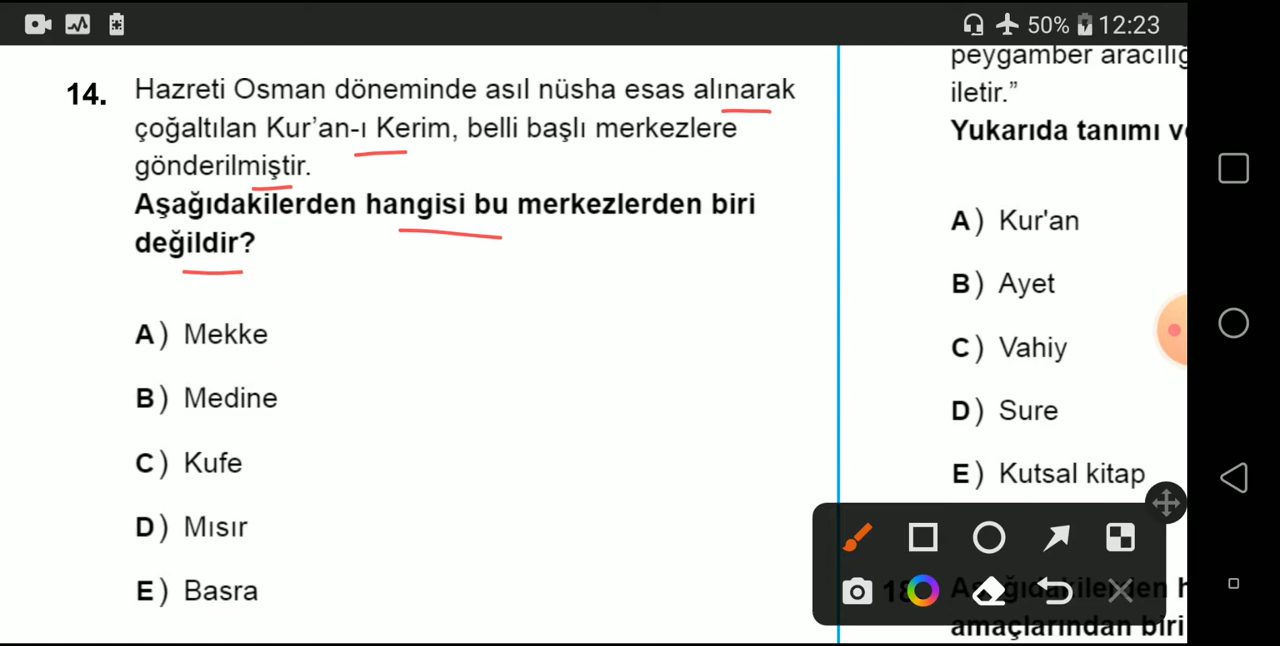 50% 12:23
14. Hazreti Osman döneminde asıl nüsha esas alınarak
çoğaltılan Kur’an-ı Kerim, belli başlı merkezlere
gönderilmiştir.
Aşağıdakilerden hangisi bu merkezlerden biri
değildir?
A) Mekke
B) Medine
C) Kufe
D) Mısır
E) Basra
peygamber
iletir.”
Yukarıda tanımı
A) Kur'an
B) Ayet
C) Vahiy
D) Sure
E) Kutsal kitap
amaçlarından biri